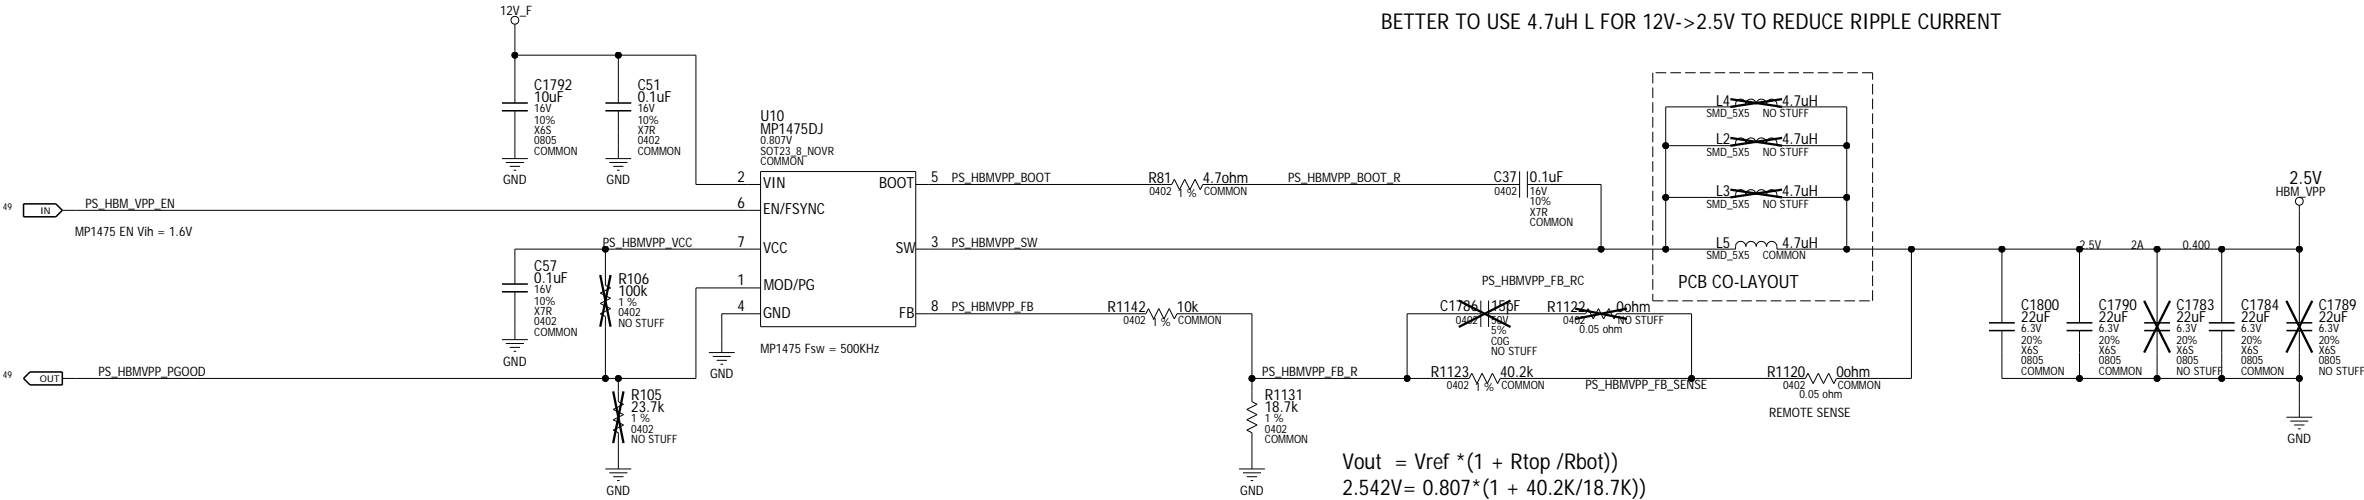 BETTER TO USE 4.7uH L FOR 12V->2.5V TO REDUCE RIPPLE CURRENT
12V_F
C1792
10uF
16V
10%
X6S
0805
COMMON
GND
C51
0.1uF
16V
10%
X7R
0402
COMMON
GND
U10
MP1475DJ
0.807V
SOT23_8_NOVR
COMMON
2 VIN
6 EN/FSYNC
7 VCC
1 MOD/PG
4 GND
BOOT 5
SW 3
FB 8
MP1475 Fsw = 500KHz
GND
49 IN PS_HBM_VPP_EN
MP1475 EN Vih = 1.6V
PS_HBMVPP_VCC
C57
0.1uF
16V
10%
X7R
0402
COMMON
GND
R106
100k
1 %
0402
NO STUFF
49 OUT PS_HBMVPP_PGOOD
R105
23.7k
1 %
0402
NO STUFF
GND
PS_HBMVPP_BOOT
R81 4.7ohm
0402 1 % COMMON
PS_HBMVPP_BOOT_R
C37 0.1uF
0402 16V
10%
X7R
COMMON
PS_HBMVPP_SW
L4 4.7uH
SMD_5X5 NO STUFF
L2 4.7uH
SMD_5X5 NO STUFF
L3 4.7uH
SMD_5X5 NO STUFF
L5 4.7uH
SMD_5X5 COMMON
PCB CO-LAYOUT
PS_HBMVPP_FB
R1142 10k
0402 1 % COMMON
PS_HBMVPP_FB_RC
C1786 15pF
0402 50V
5%
C0G
NO STUFF
R1122 0ohm
0402 NO STUFF
0.05 ohm
PS_HBMVPP_FB_R
R1123 40.2k
0402 1 % COMMON
PS_HBMVPP_FB_SENSE
R1120 0ohm
0402 COMMON
0.05 ohm
REMOTE SENSE
R1131
18.7k
1 %
0402
COMMON
GND
2.5V 2A 0.400
2.5V
HBM_VPP
C1800
22uF
6.3V
20%
X6S
0805
COMMON
C1790
22uF
6.3V
20%
X6S
0805
COMMON
C1783
22uF
6.3V
20%
X6S
0805
NO STUFF
C1784
22uF
6.3V
20%
X6S
0805
COMMON
C1789
22uF
6.3V
20%
X6S
0805
NO STUFF
GND
Vout = Vref *(1 + Rtop /Rbot))
2.542V= 0.807*(1 + 40.2K/18.7K))